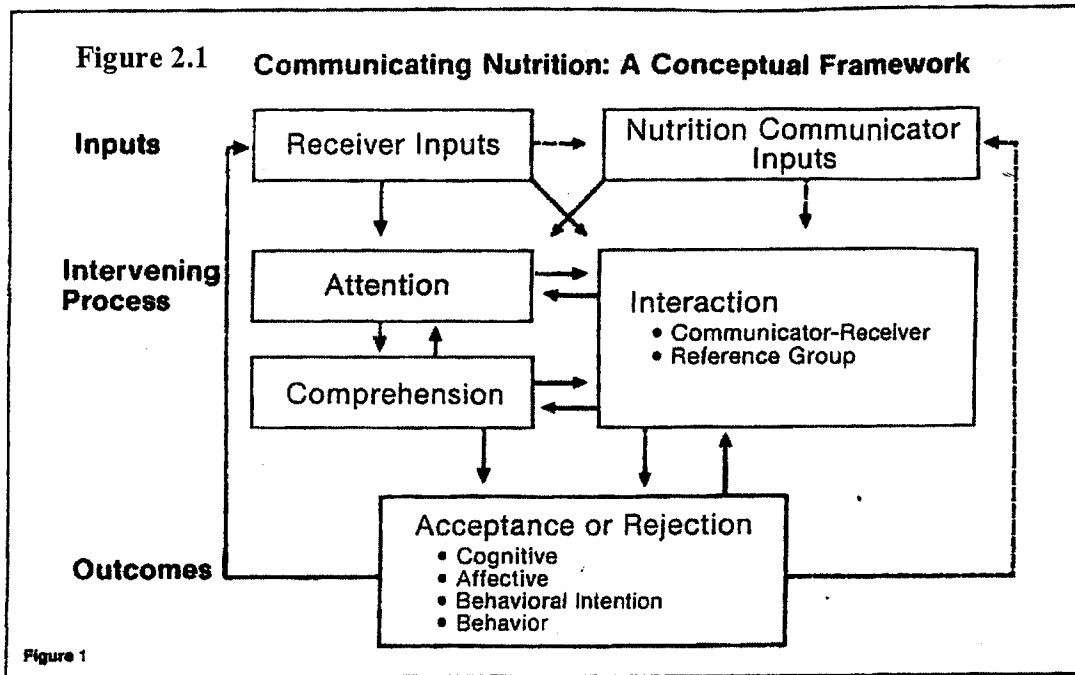 Figure 2.1 Communicating Nutrition: A Conceptual Framework
Inputs
Receiver Inputs
Nutrition Communicator
Inputs
Intervening
Process
Attention
Interaction
• Communicator-Receiver
• Reference Group
Comprehension
Outcomes
Acceptance or Rejection
• Cognitive
• Affective
• Behavioral Intention
• Behavior
Figure 1